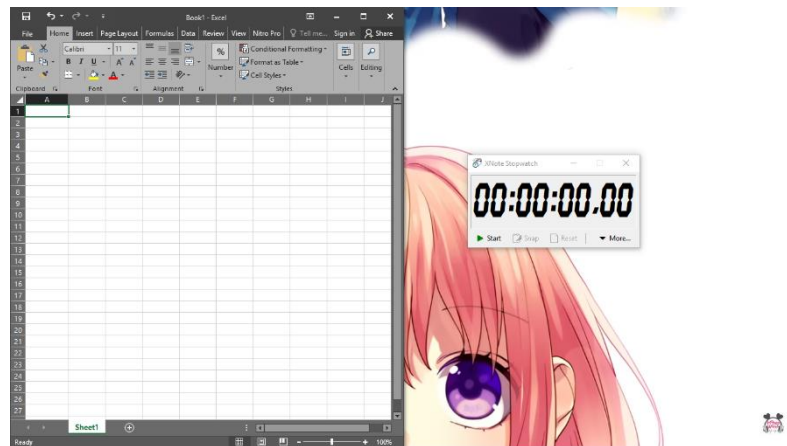 Book1 - Excel
File Home Insert Page Layout Formulas Data Review View Nitro Pro Tell me... Sign in Share
Calibri 11
Paste
B I U
A A
%
Number
Conditional Formatting
Format as Table
Cell Styles
Cells
Editing
Clipboard Font Alignment Styles
A B C D E F G H I J
1
2
3
4
5
6
7
8
9
10
11
12
13
14
15
16
17
18
19
20
21
22
23
24
25
26
27
Sheet1
Ready
100%
XNote Stopwatch
00:00:00.00
Start Snap Reset More...